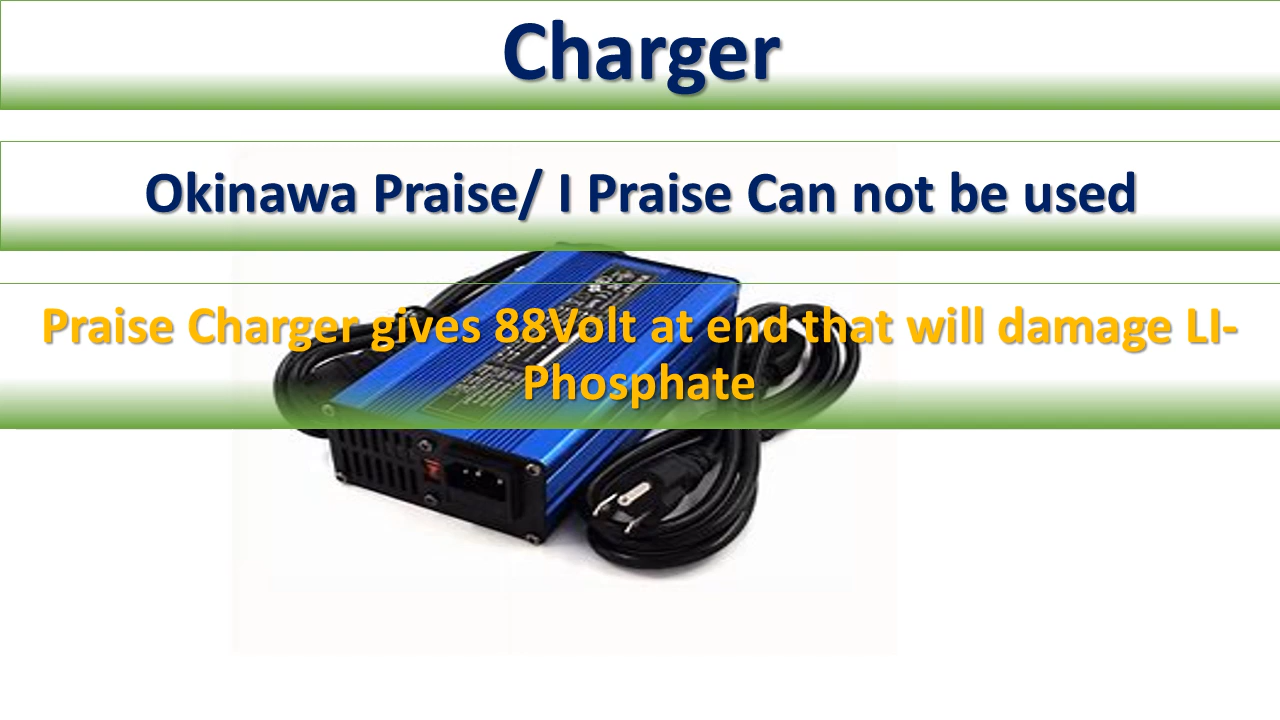 Charger
Okinawa Praise/ I Praise Can not be used
Praise Charger gives 88Volt at end that will damage LI-
Phosphate